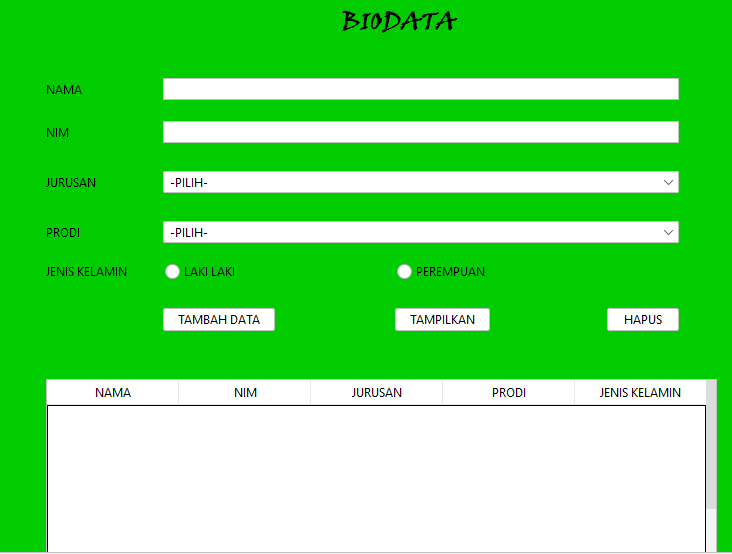 BIODATA
NAMA
NIM
JURUSAN -PILIH-
PRODI -PILIH-
JENIS KELAMIN LAKI LAKI PEREMPUAN
TAMBAH DATA TAMPILKAN HAPUS
NAMA NIM JURUSAN PRODI JENIS KELAMIN